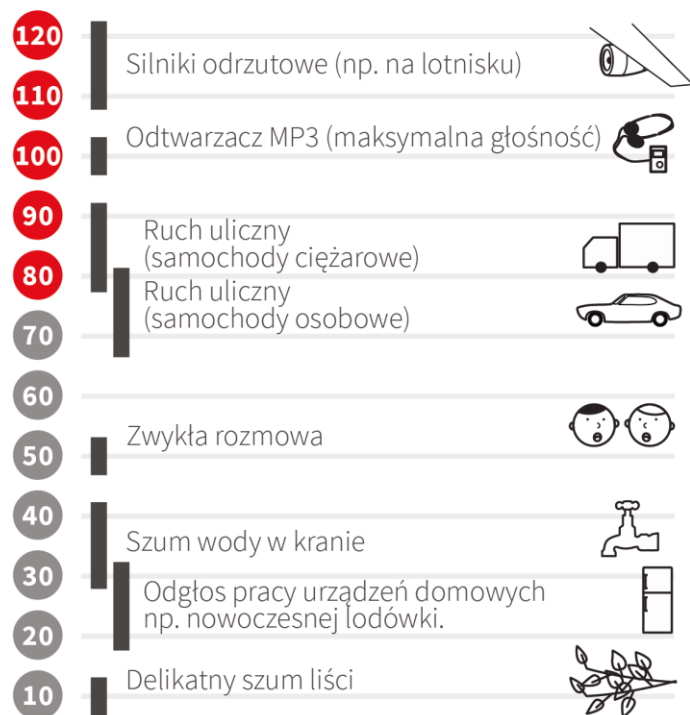 120
Silniki odrzutowe (np. na lotnisku)
110
Odtwarzacz MP3 (maksymalna głośność)
100
90
Ruch uliczny
(samochody ciężarowe)
80
Ruch uliczny
(samochody osobowe)
70
60
Zwykła rozmowa
50
40
Szum wody w kranie
30
Odgłos pracy urządzeń domowych
np. nowoczesnej lodówki.
20
Delikatny szum liści
10